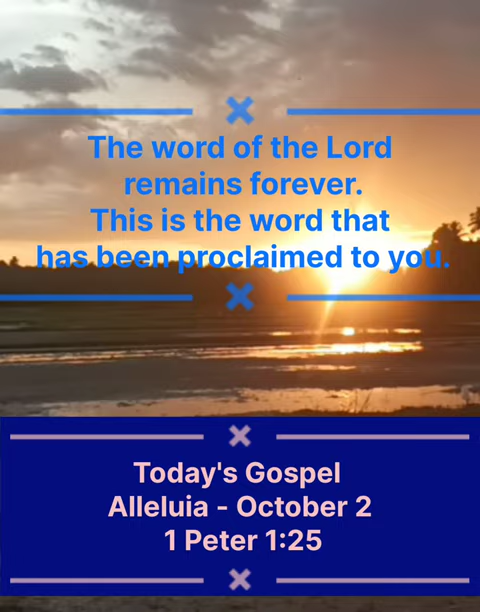 The word of the Lord
remains forever.
This is the word that
has been proclaimed to you.
Today's Gospel
Alleluia - October 2
1 Peter 1:25